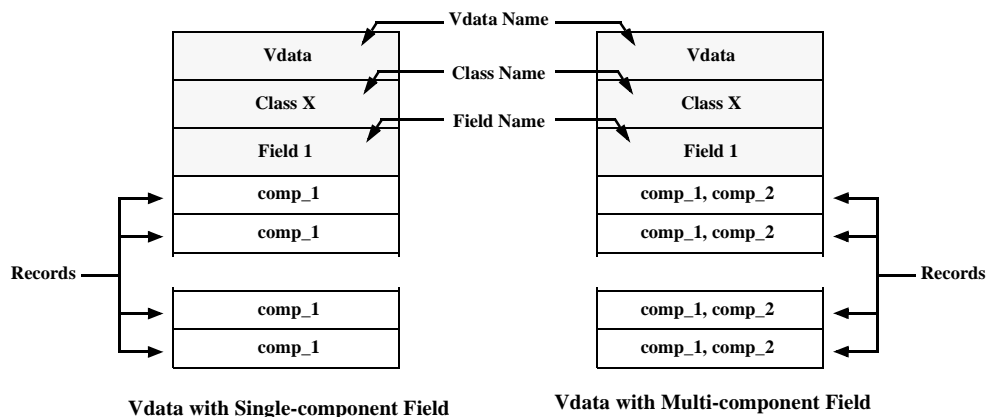 Vdata Name
Vdata
Vdata
Class Name
Class X
Class X
Field Name
Field 1
Field 1
comp_1
comp_1, comp_2
comp_1
comp_1, comp_2
Records
Records
comp_1
comp_1, comp_2
comp_1
comp_1, comp_2
Vdata with Single-component Field
Vdata with Multi-component Field